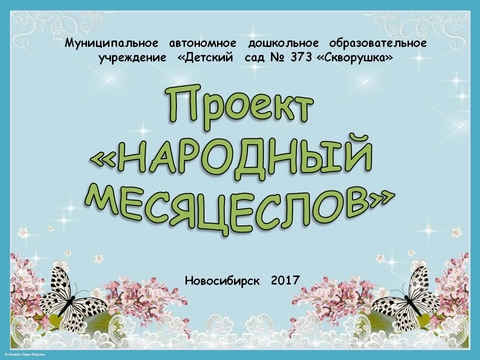 Муниципальное автономное дошкольное образовательное
учреждение «Детский сад № 373 «Скворушка»
Проект
«НАРОДНЫЙ
МЕСЯЦЕСЛОВ»
Новосибирск 2017